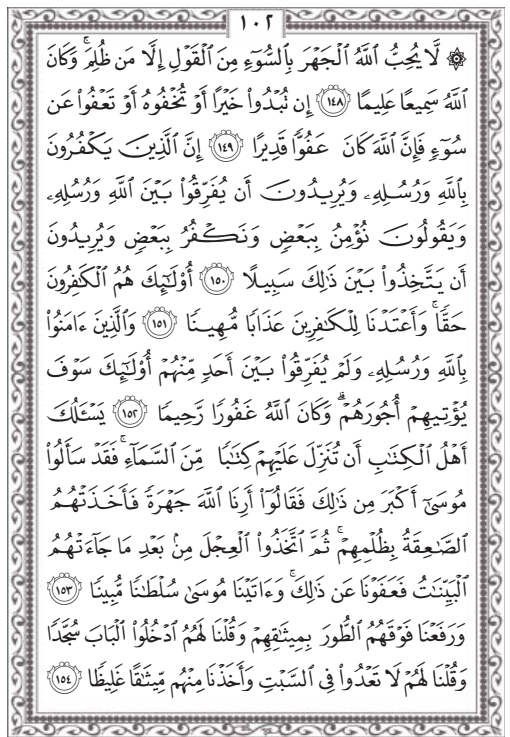 ١٠٢
۞ لَّا يُحِبُّ ٱللَّهُ ٱلْجَهْرَ بِٱلسُّوٓءِ مِنَ ٱلْقَوْلِ إِلَّا مَن ظُلِمَ ۚ وَكَانَ
ٱللَّهُ سَمِيعًا عَلِيمًا ١٤٨ إِن تُبْدُوا۟ خَيْرًا أَوْ تُخْفُوهُ أَوْ تَعْفُوا۟ عَن
سُوٓءٍ فَإِنَّ ٱللَّهَ كَانَ عَفُوًّا قَدِيرًا ١٤٩ إِنَّ ٱلَّذِينَ يَكْفُرُونَ
بِٱللَّهِ وَرُسُلِهِۦ وَيُرِيدُونَ أَن يُفَرِّقُوا۟ بَيْنَ ٱللَّهِ وَرُسُلِهِۦ
وَيَقُولُونَ نُؤْمِنُ بِبَعْضٍ وَنَكْفُرُ بِبَعْضٍ وَيُرِيدُونَ
أَن يَتَّخِذُوا۟ بَيْنَ ذَٰلِكَ سَبِيلًا ١٥٠ أُو۟لَـٰٓئِكَ هُمُ ٱلْكَـٰفِرُونَ
حَقًّا ۚ وَأَعْتَدْنَا لِلْكَـٰفِرِينَ عَذَابًا مُّهِينًا ١٥١ وَٱلَّذِينَ ءَامَنُوا۟
بِٱللَّهِ وَرُسُلِهِۦ وَلَمْ يُفَرِّقُوا۟ بَيْنَ أَحَدٍ مِّنْهُمْ أُو۟لَـٰٓئِكَ سَوْفَ
يُؤْتِيهِمْ أُجُورَهُمْ ۗ وَكَانَ ٱللَّهُ غَفُورًا رَّحِيمًا ١٥٢ يَسْـَٔلُكَ
أَهْلُ ٱلْكِتَـٰبِ أَن تُنَزِّلَ عَلَيْهِمْ كِتَـٰبًا مِّنَ ٱلسَّمَآءِ ۚ فَقَدْ سَأَلُوا۟
مُوسَىٰٓ أَكْبَرَ مِن ذَٰلِكَ فَقَالُوٓا۟ أَرِنَا ٱللَّهَ جَهْرَةً فَأَخَذَتْهُمُ
ٱلصَّـٰعِقَةُ بِظُلْمِهِمْ ۚ ثُمَّ ٱتَّخَذُوا۟ ٱلْعِجْلَ مِنۢ بَعْدِ مَا جَآءَتْهُمُ
ٱلْبَيِّنَـٰتُ فَعَفَوْنَا عَن ذَٰلِكَ ۚ وَءَاتَيْنَا مُوسَىٰ سُلْطَـٰنًا مُّبِينًا ١٥٣
وَرَفَعْنَا فَوْقَهُمُ ٱلطُّورَ بِمِيثَـٰقِهِمْ وَقُلْنَا لَهُمُ ٱدْخُلُوا۟ ٱلْبَابَ سُجَّدًا
وَقُلْنَا لَهُمْ لَا تَعْدُوا۟ فِى ٱلسَّبْتِ وَأَخَذْنَا مِنْهُم مِّيثَـٰقًا غَلِيظًا ١٥٤